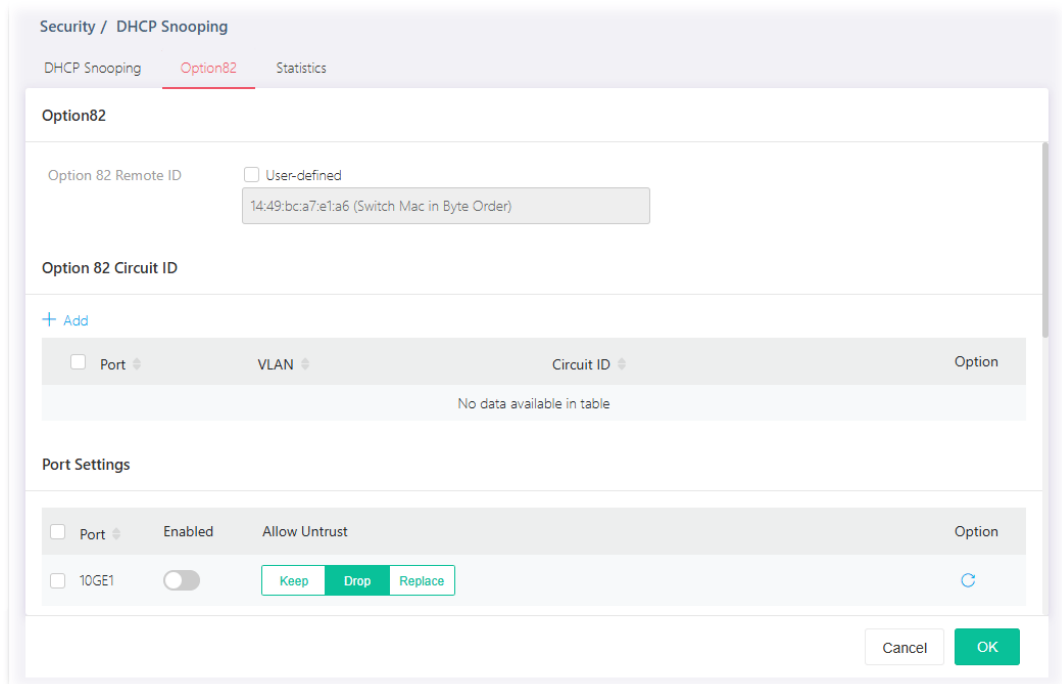 Security / DHCP Snooping
DHCP Snooping Option82 Statistics
Option82
Option 82 Remote ID User-defined
14:49:bc:a7:e1:a6 (Switch Mac in Byte Order)
Option 82 Circuit ID
+ Add
Port VLAN Circuit ID Option
No data available in table
Port Settings
Port Enabled Allow Untrust Option
10GE1 Keep Drop Replace
Cancel OK